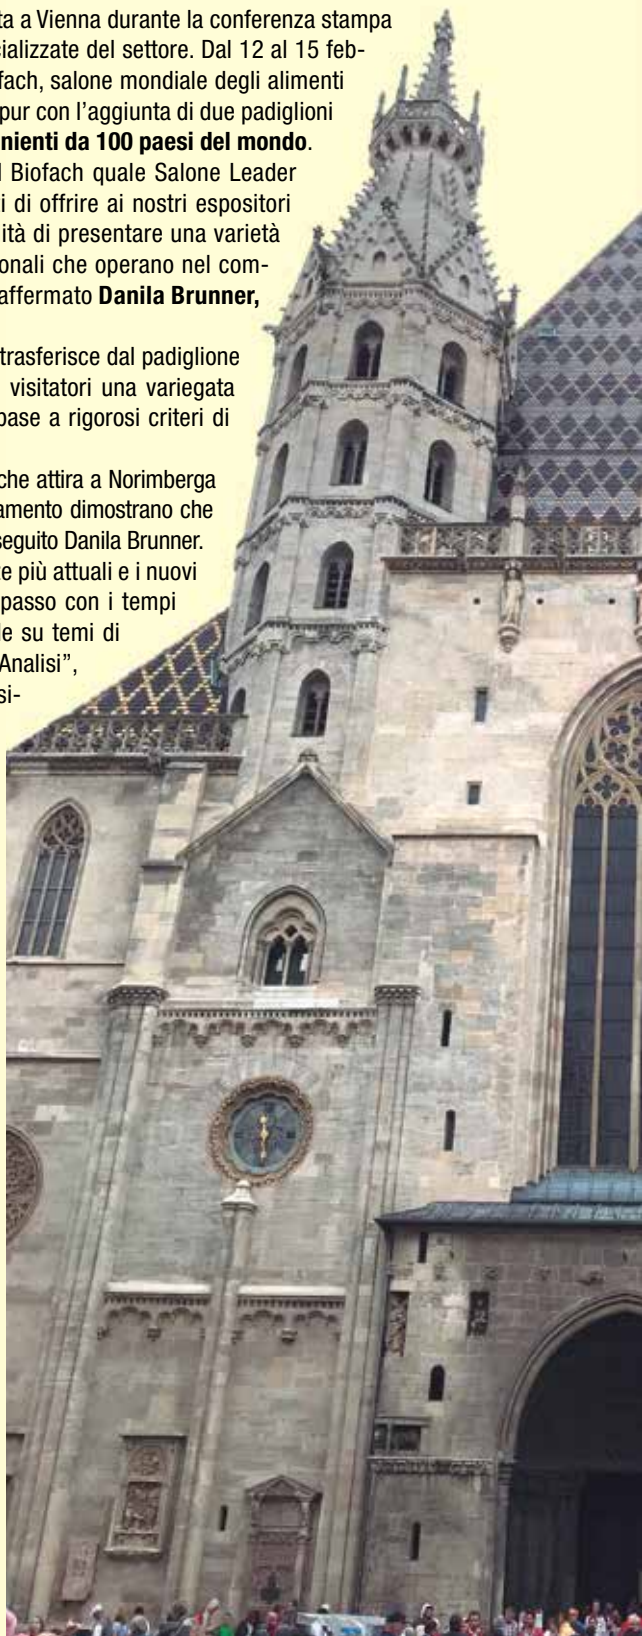 ta a Vienna durante la conferenza stampa
cializzate del settore. Dal 12 al 15 feb-
fach, salone mondiale degli alimenti
pur con l’aggiunta di due padiglioni
nienti da 100 paesi del mondo.
l Biofach quale Salone Leader
i di offrire ai nostri espositori
ità di presentare una varietà
onali che operano nel com-
affermato Danila Brunner,
trasferisce dal padiglione
visitatori una variegata
base a rigorosi criteri di
che attira a Norimberga
amento dimostrano che
seguito Danila Brunner.
e più attuali e i nuovi
passo con i tempi
le su temi di
Analisi”,
si-